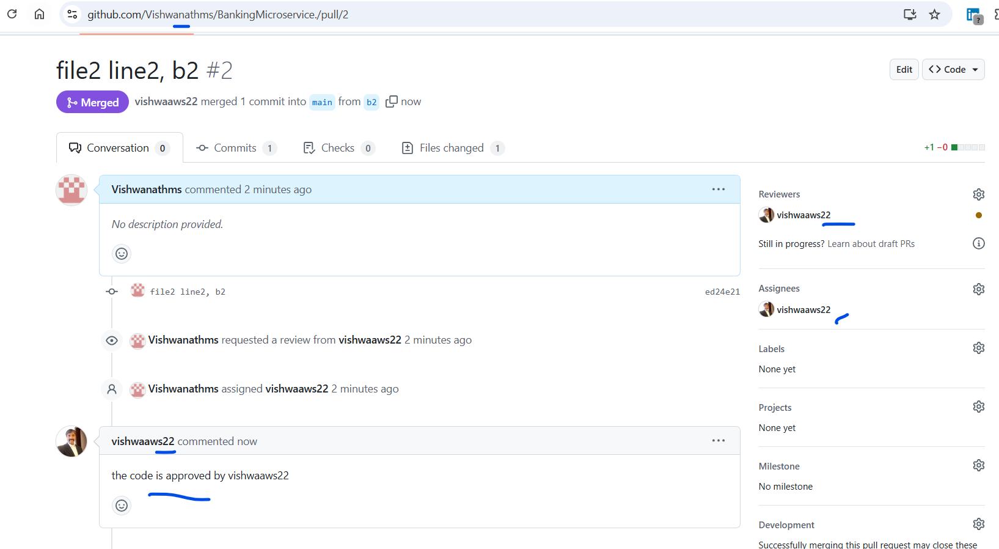 github.com/Vishwanathms/BankingMicroservice./pull/2
?
file2 line2, b2 #2
Edit
Code
Merged
vishwaaws22 merged 1 commit into main from b2 now
Conversation 0
Commits 1
Checks 0
Files changed 1
+1 −0
Vishwanathms commented 2 minutes ago
No description provided.
file2 line2, b2
ed24e21
Vishwanathms requested a review from vishwaaws22 2 minutes ago
Vishwanathms assigned vishwaaws22 2 minutes ago
vishwaaws22 commented now
the code is approved by vishwaaws22
Reviewers
vishwaaws22
Still in progress? Learn about draft PRs
Assignees
vishwaaws22
Labels
None yet
Projects
None yet
Milestone
No milestone
Development
Successfully merging this pull request may close these